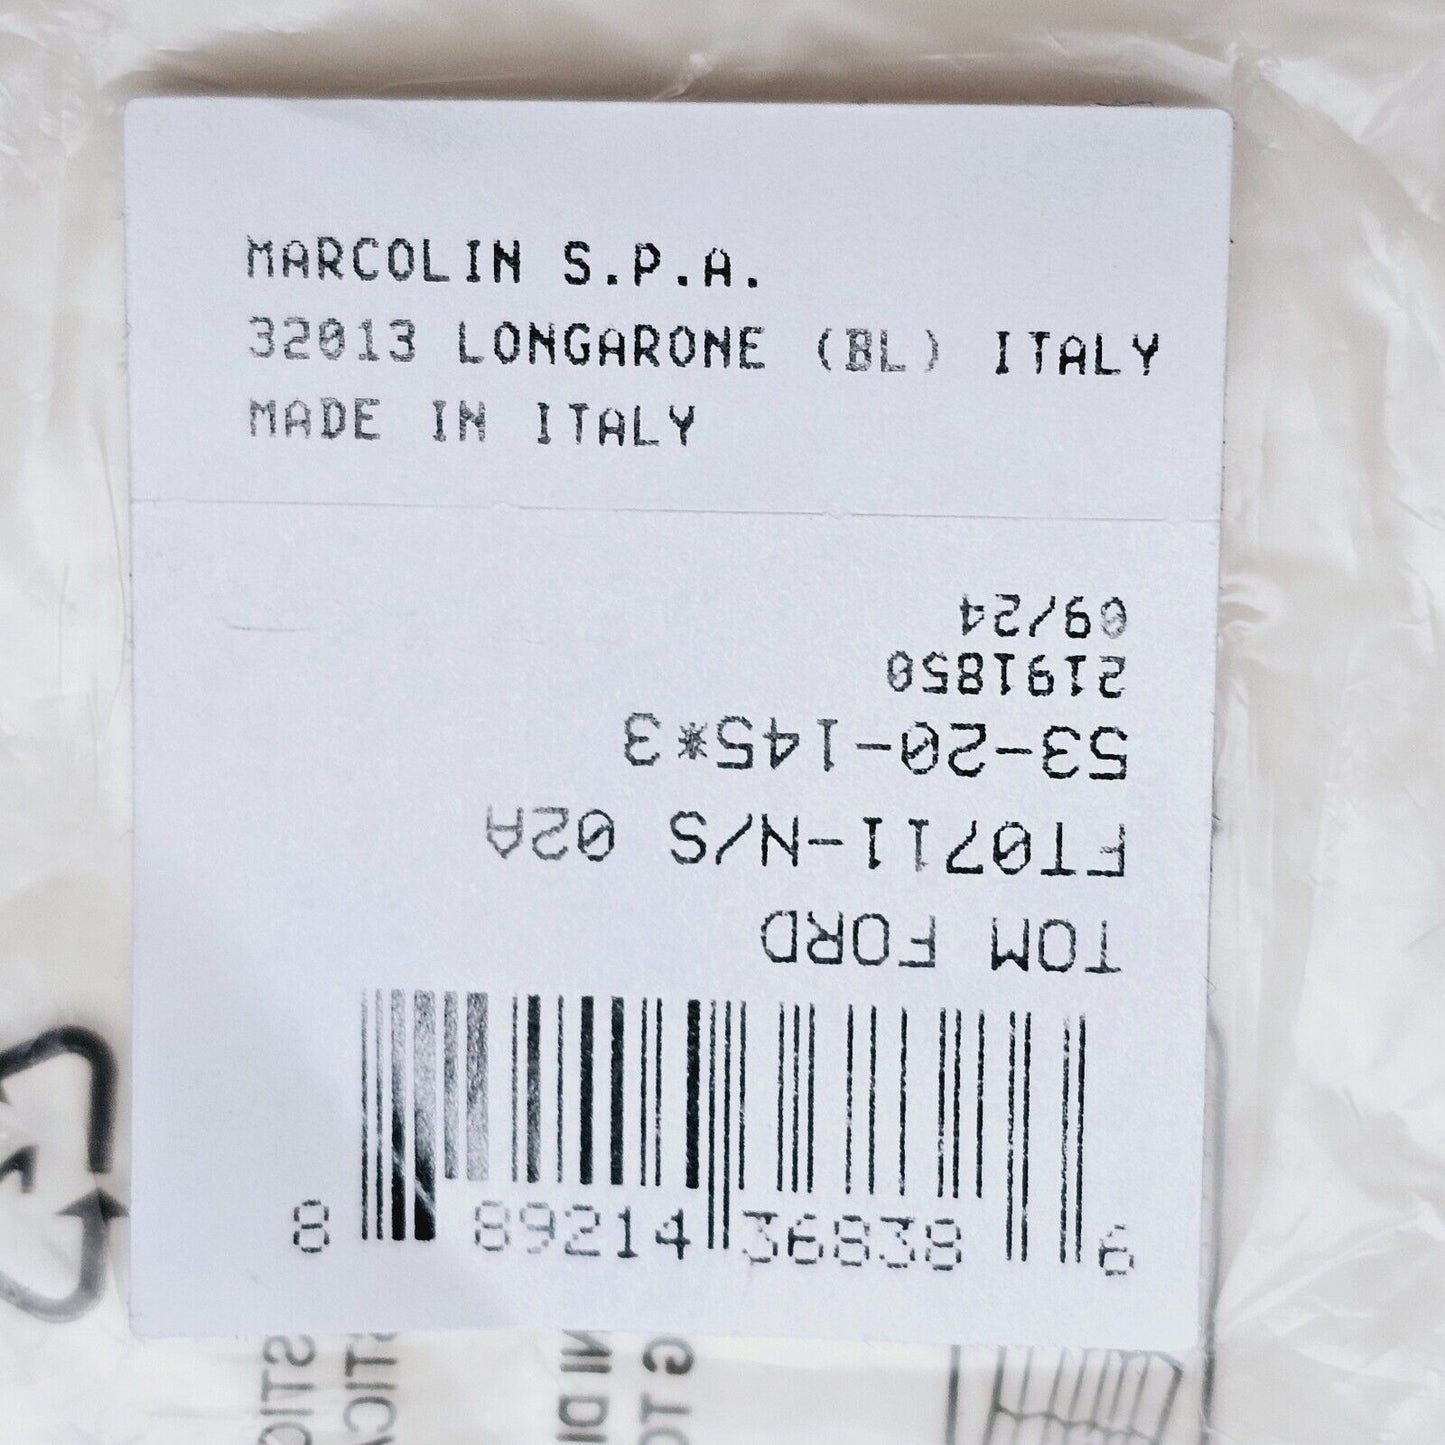 MARCOLIN S.P.A.
32013 LONGARONE (BL) ITALY
MADE IN ITALY
TOM FORD
FT0711-N/S 02A
53-20-145*3
2191850
09/24
8 89214 36838 6